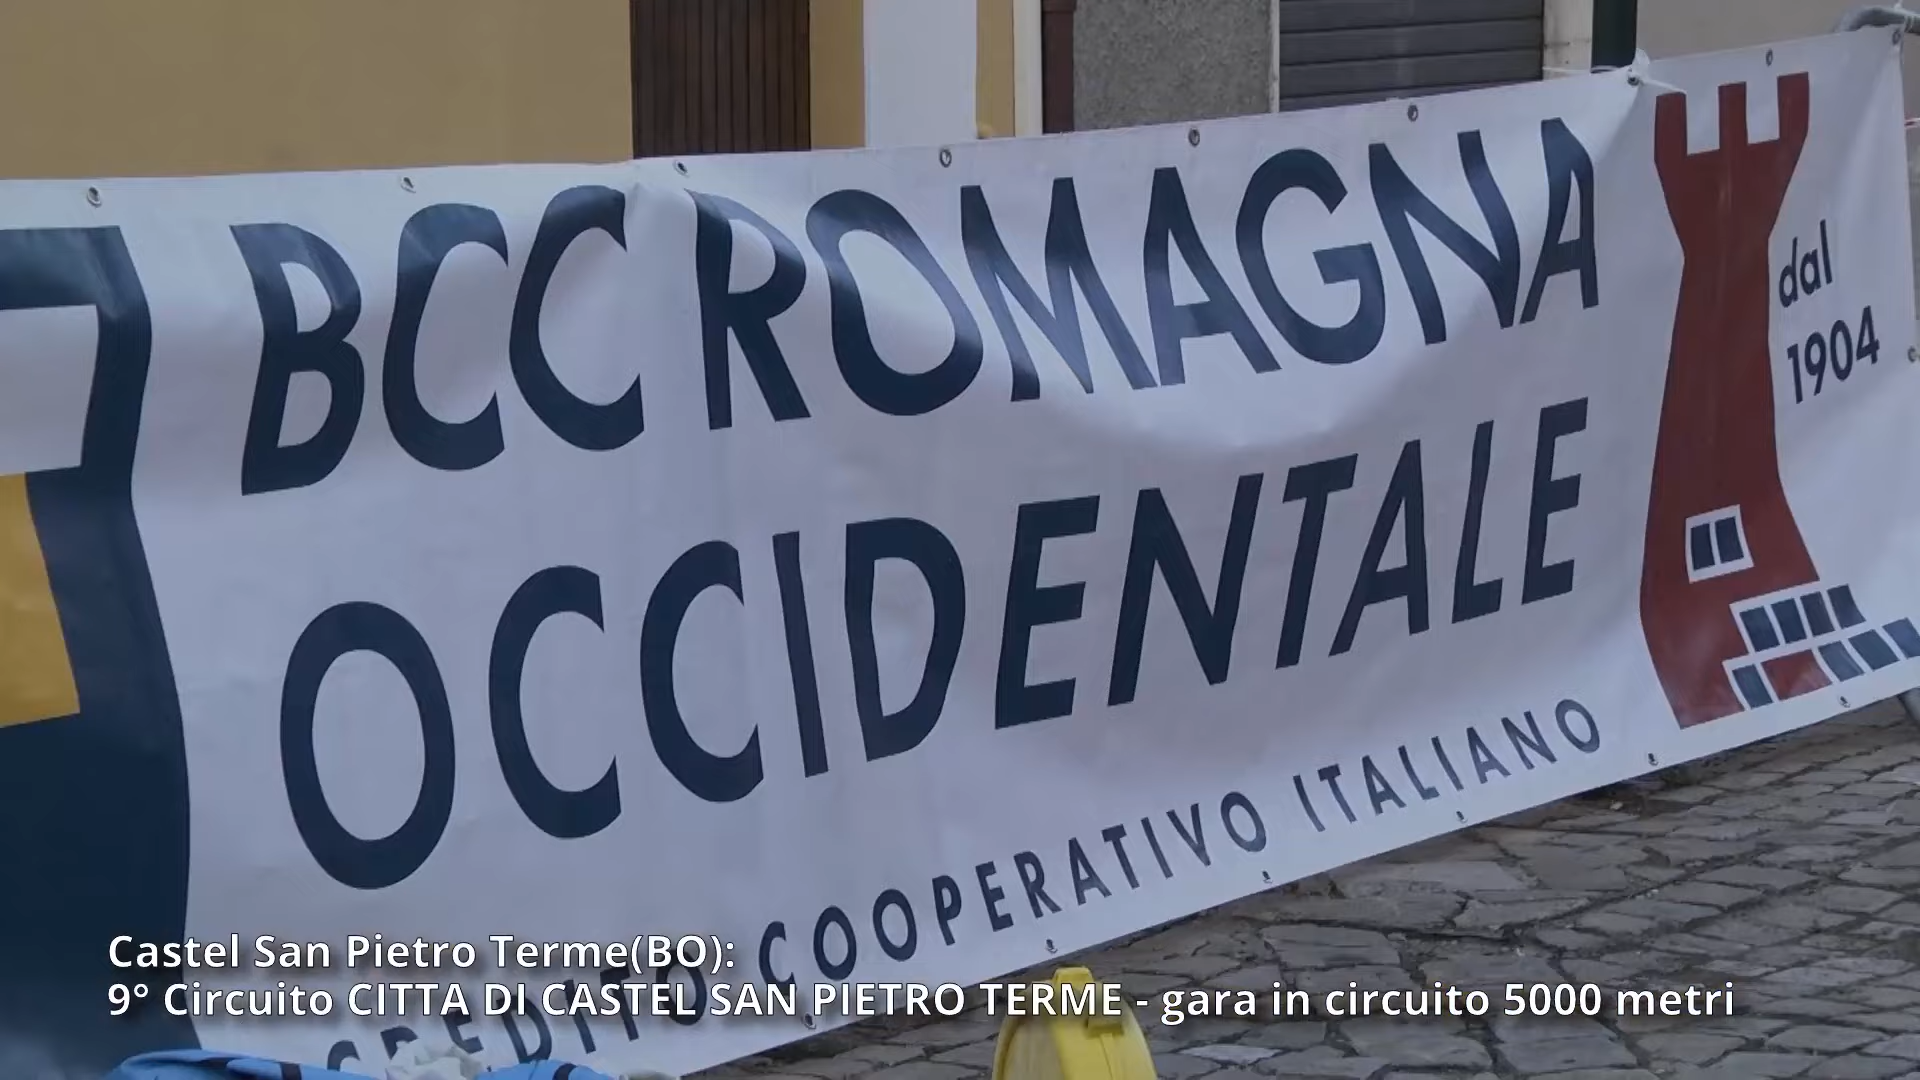 BCC ROMAGNA
OCCIDENTALE
dal
1904
CREDITO COOPERATIVO ITALIANO
Castel San Pietro Terme(BO):
9° Circuito CITTA DI CASTEL SAN PIETRO TERME - gara in circuito 5000 metri